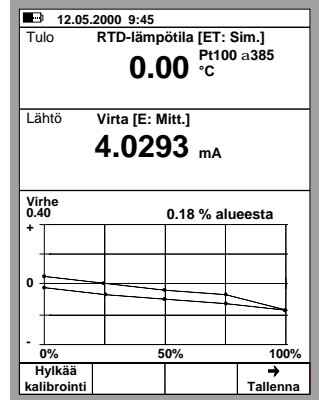 12.05.2000 9:45
Tulo RTD-lämpötila [ET: Sim.]
0.00 Pt100 a385
°C
Lähtö Virta [E: Mitt.]
4.0293 mA
Virhe
0.40 0.18 % alueesta
+
0
-
0% 50% 100%
Hylkää
kalibrointi
→
Tallenna